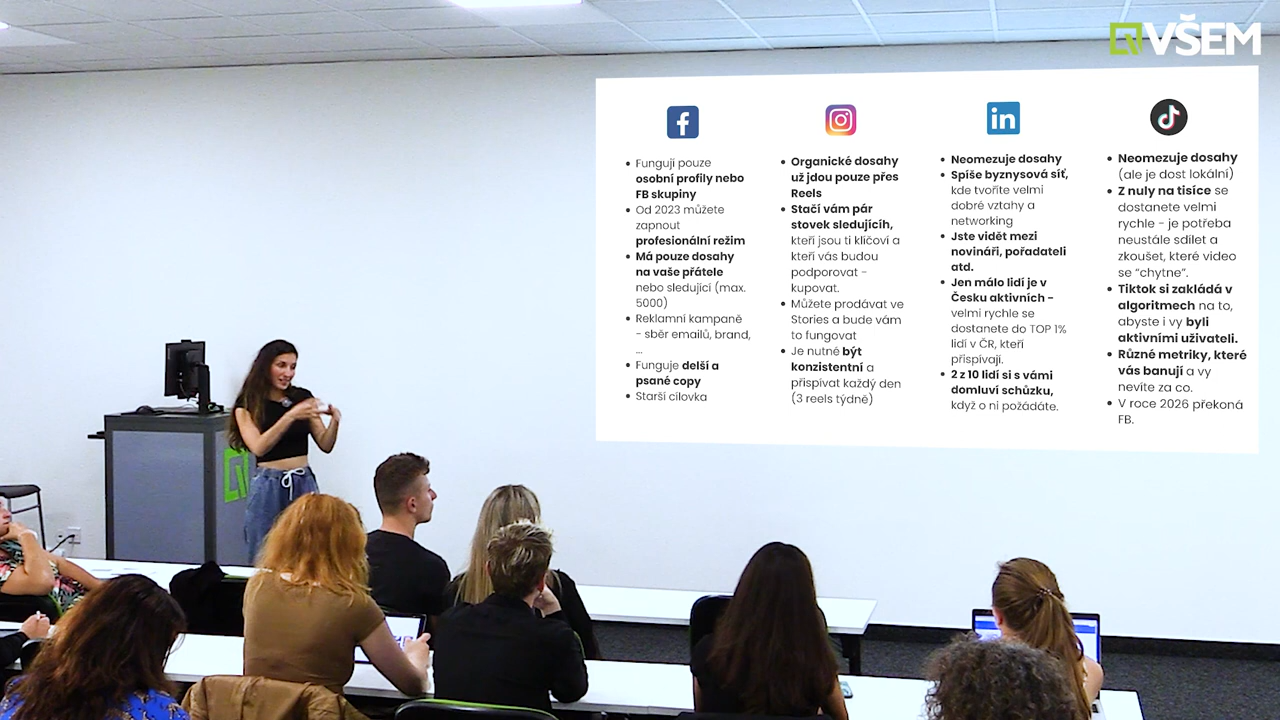 VŠEM
Fungují pouze
osobní profily nebo
FB skupiny
Od 2023 můžete
zapnout
profesionální režim
Má pouze dosahy
na vaše přátele
nebo sledující (max.
5000)
Reklamní kampaně
- sběr emailů, brand,
...
Funguje delší a
psané copy
Starší cílovka
Organické dosahy
už jdou pouze přes
Reels
Stačí vám pár
stovek sledujícíh,
kteří jsou ti klíčoví a
kteří vás budou
podporovat -
kupovat.
Můžete prodávat ve
Stories a bude vám
to fungovat
Je nutné být
konzistentní a
přispívat každý den
(3 reels týdně)
in
Neomezuje dosahy
Spíše byznysová síť,
kde tvoříte velmi
dobré vztahy a
networking
Jste vidět mezi
novináři, pořadateli
atd.
Jen málo lidí je v
Česku aktivních -
velmi rychle se
dostanete do TOP 1%
lidí v ČR, kteří
přispívají.
2 z 10 lidí si s vámi
domluví schůzku,
když o ni požádáte.
Neomezuje dosahy
(ale je dost lokální)
Z nuly na tisíce se
dostanete velmi
rychle - je potřeba
neustále sdílet a
zkoušet, které video
se “chytne”.
Tiktok si zakládá v
algoritmech na to,
abyste i vy byli
aktivními uživateli.
Různé metriky, které
vás banují a vy
nevíte za co.
V roce 2026 překoná
FB.